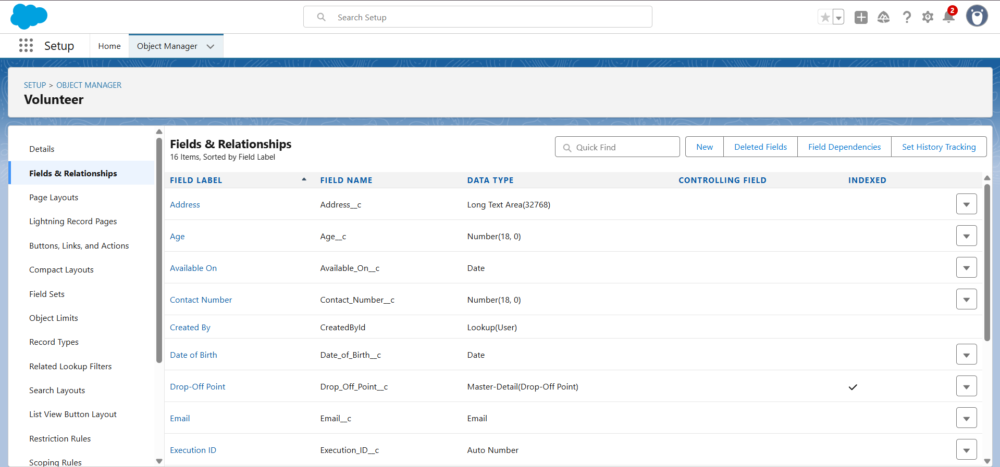 Search Setup
2
Setup
Home
Object Manager
SETUP > OBJECT MANAGER
Volunteer
Details
Fields & Relationships
Page Layouts
Lightning Record Pages
Buttons, Links, and Actions
Compact Layouts
Field Sets
Object Limits
Record Types
Related Lookup Filters
Search Layouts
List View Button Layout
Restriction Rules
Scoping Rules
Fields & Relationships
16 Items, Sorted by Field Label
Quick Find
New
Deleted Fields
Field Dependencies
Set History Tracking
FIELD LABEL FIELD NAME DATA TYPE CONTROLLING FIELD INDEXED
Address Address__c Long Text Area(32768)
Age Age__c Number(18, 0)
Available On Available_On__c Date
Contact Number Contact_Number__c Number(18, 0)
Created By CreatedById Lookup(User)
Date of Birth Date_of_Birth__c Date
Drop-Off Point Drop_Off_Point__c Master-Detail(Drop-Off Point)
Email Email__c Email
Execution ID Execution_ID__c Auto Number